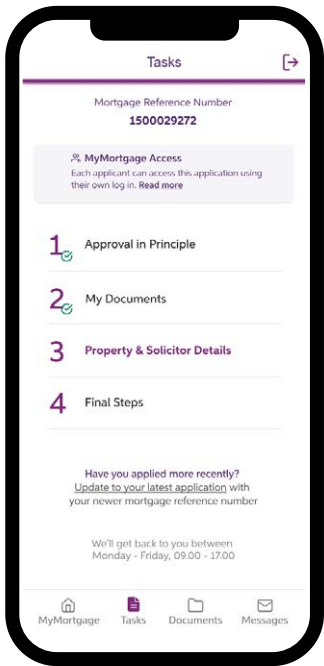 Tasks
Mortgage Reference Number
1500029272
MyMortgage Access
Each applicant can access this application using
their own log in. Read more
1 Approval in Principle
2 My Documents
3 Property & Solicitor Details
4 Final Steps
Have you applied more recently?
Update to your latest application with
your newer mortgage reference number
We'll get back to you between
Monday - Friday, 09.00 - 17.00
MyMortgage Tasks Documents Messages